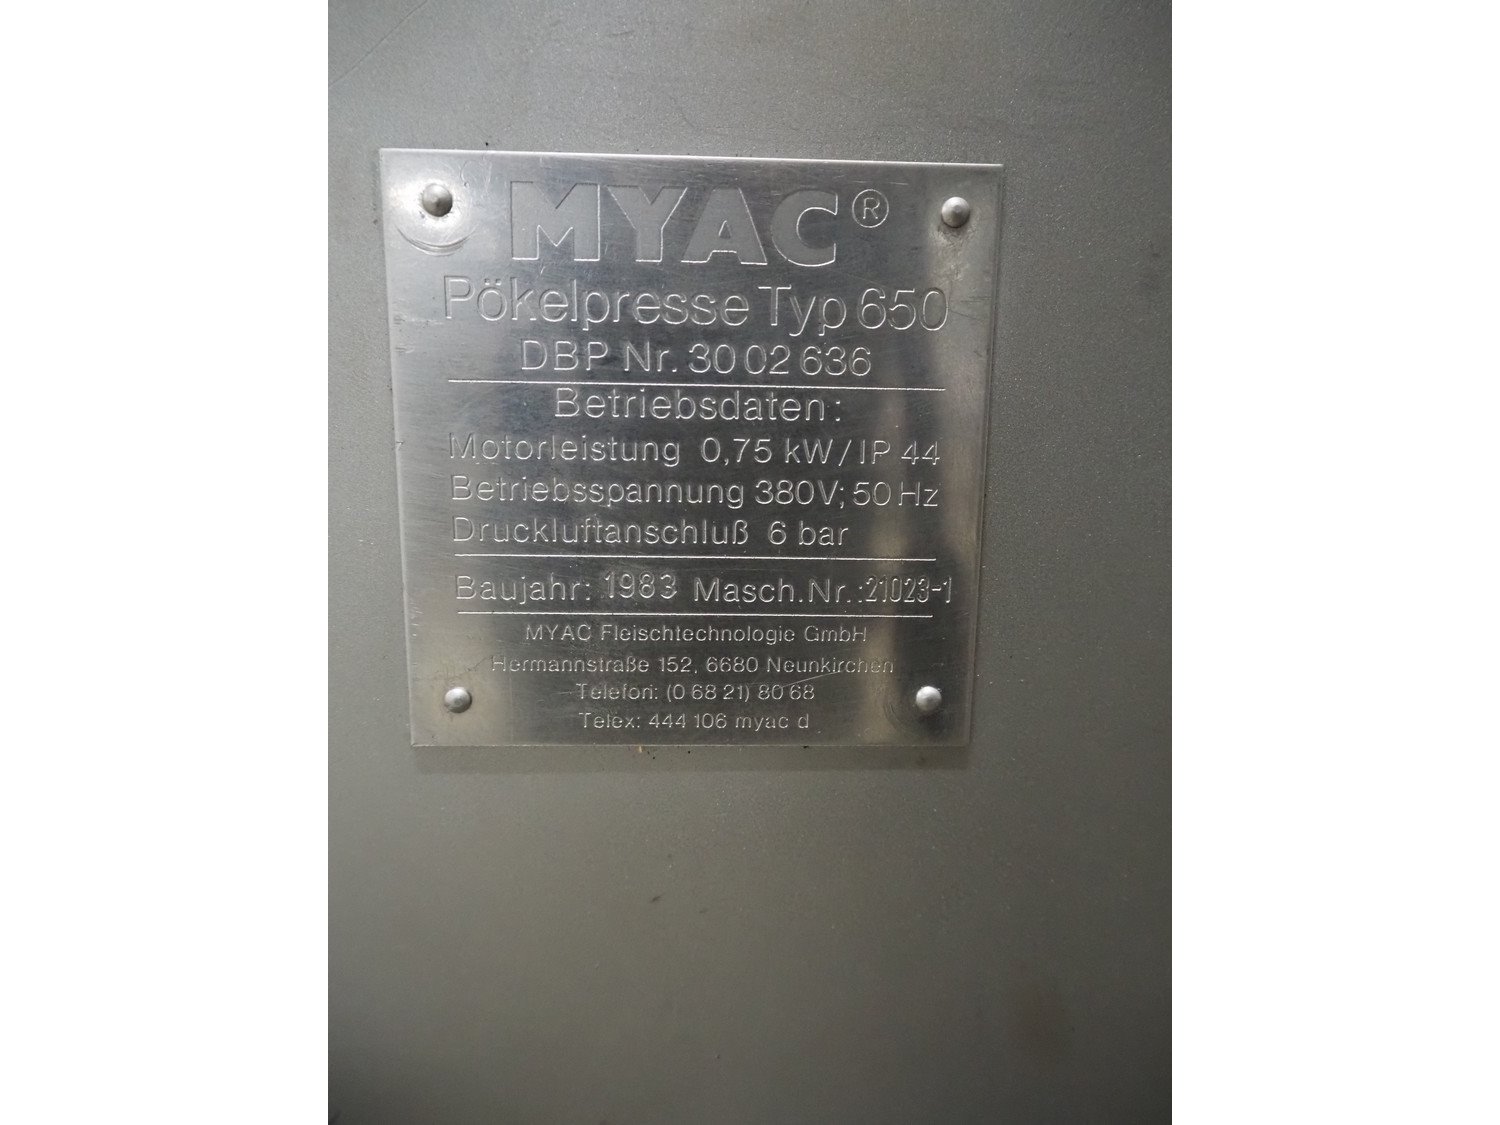 MYAC®
Pökelpresse Typ 650
DBP Nr. 30 02 636
Betriebsdaten:
Motorleistung 0,75 kW/IP 44
Betriebsspannung 380V; 50 Hz
Druckluftanschluß 6 bar
Baujahr: 1983 Masch.Nr.:21023-1
MYAC Fleischtechnologie GmbH
Hermannstraße 152, 6680 Neunkirchen
Telefon: (0 68 21) 80 68
Telex: 444 106 myac d